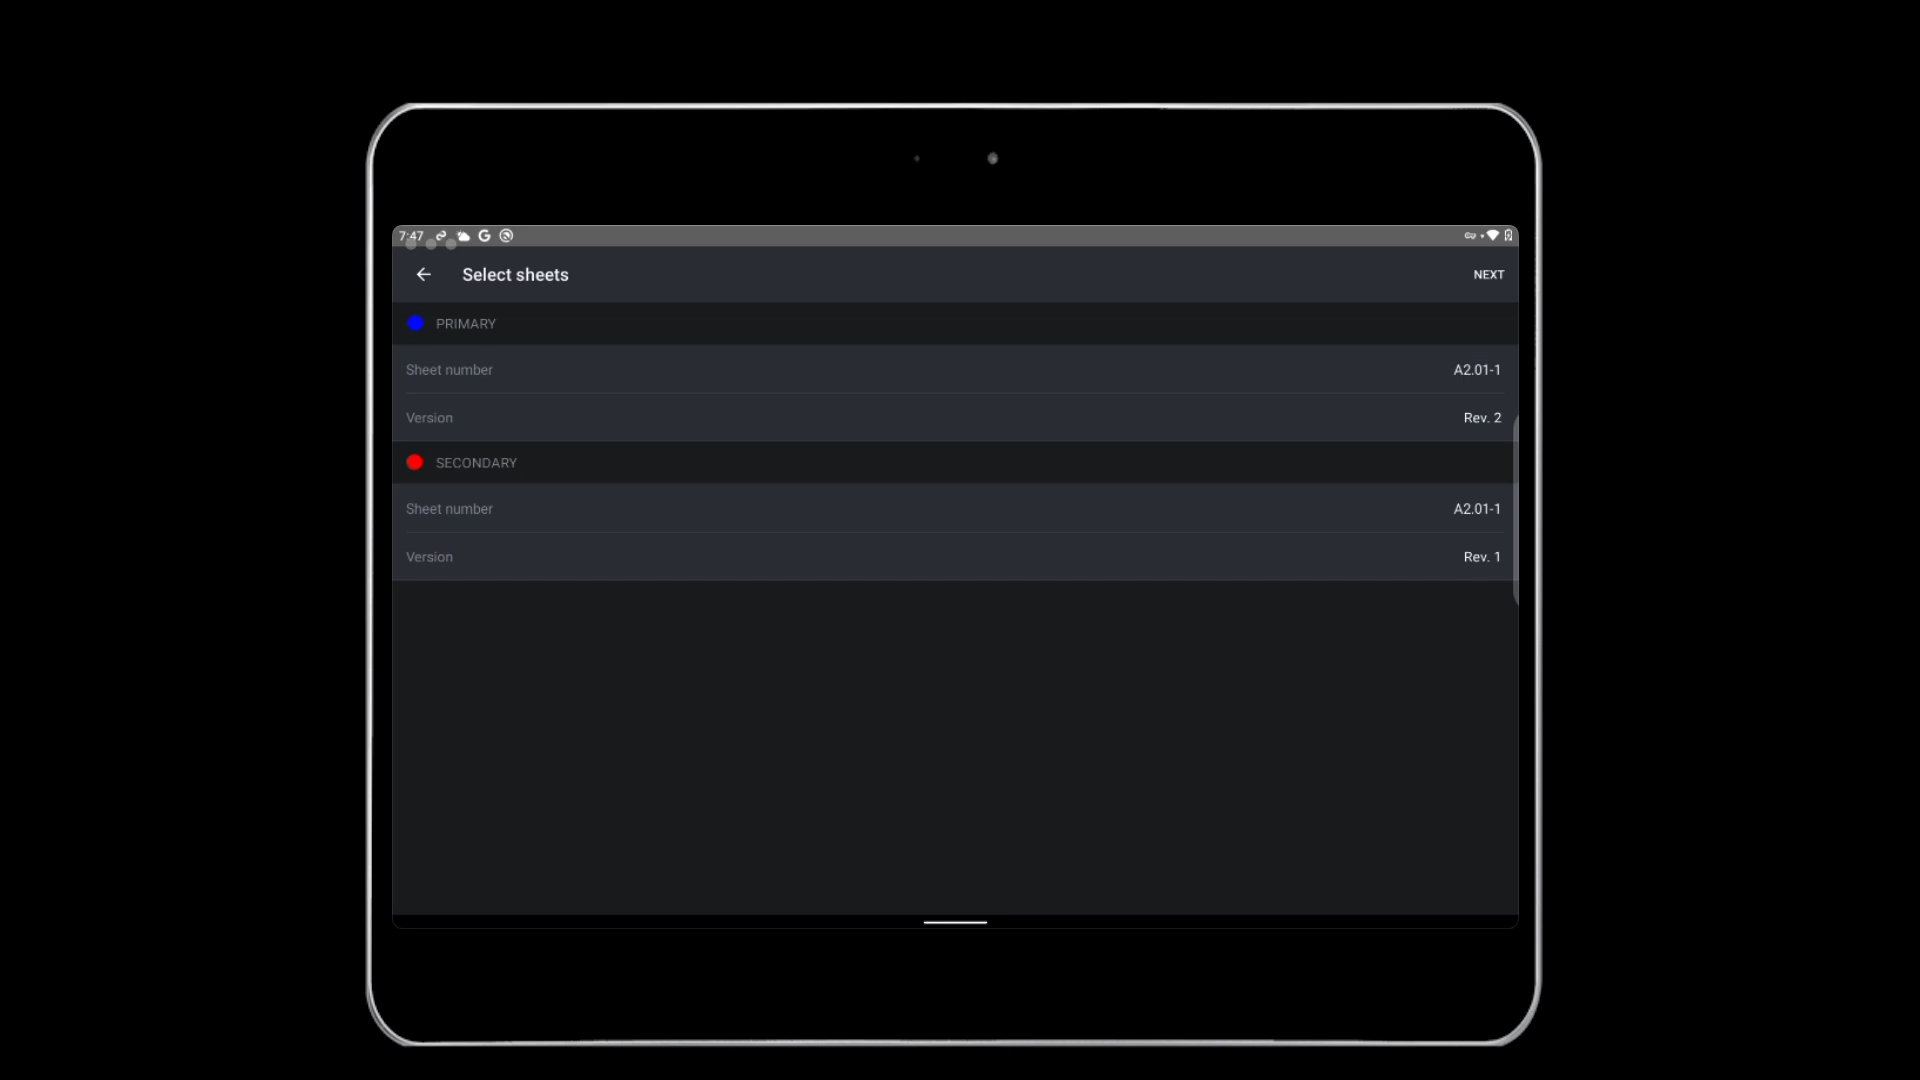 7:47
Select sheets
NEXT
PRIMARY
Sheet number A2.01-1
Version Rev. 2
SECONDARY
Sheet number A2.01-1
Version Rev. 1